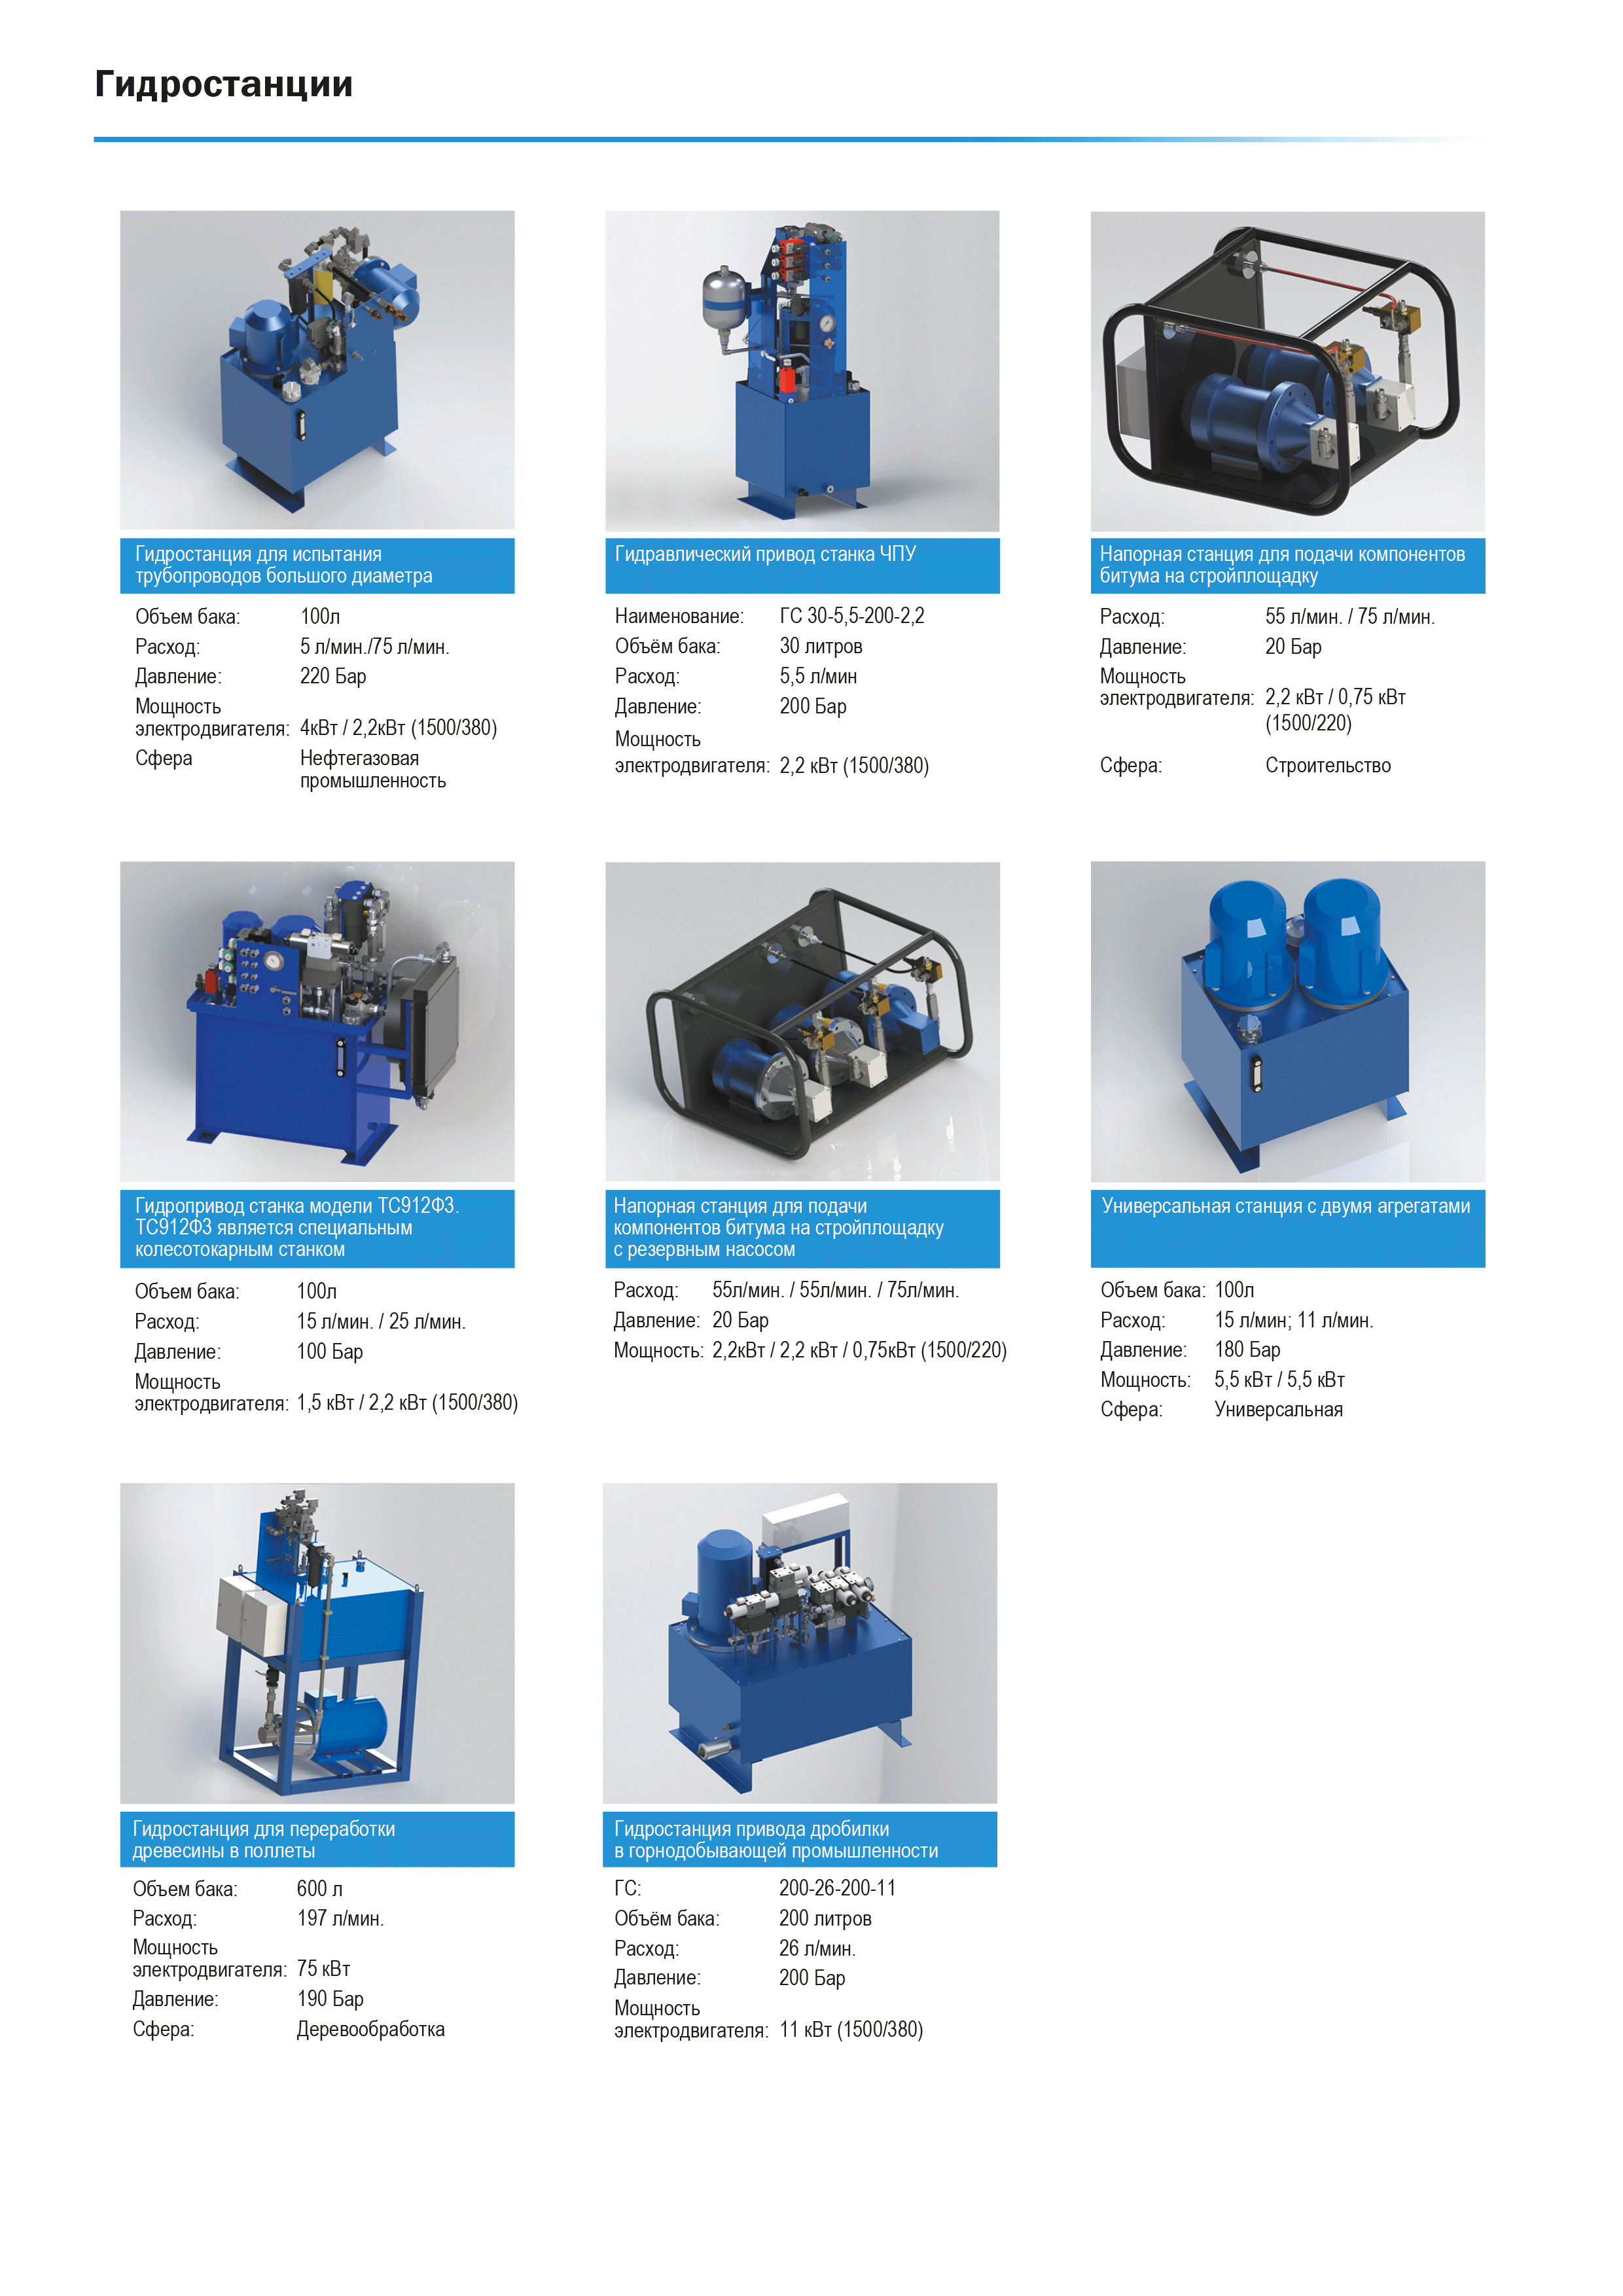 Гидростанции
Гидростанция для испытания
трубопроводов большого диаметра
Объем бака: 100л
Расход: 5 л/мин./75 л/мин.
Давление: 220 Бар
Мощность
электродвигателя: 4кВт / 2,2кВт (1500/380)
Сфера Нефтегазовая
промышленность
Гидравлический привод станка ЧПУ
Наименование: ГС 30-5,5-200-2,2
Объём бака: 30 литров
Расход: 5,5 л/мин
Давление: 200 Бар
Мощность
электродвигателя: 2,2 кВт (1500/380)
Напорная станция для подачи компонентов
битума на стройплощадку
Расход: 55 л/мин. / 75 л/мин.
Давление: 20 Бар
Мощность
электродвигателя: 2,2 кВт / 0,75 кВт
(1500/220)
Сфера: Строительство
Гидропривод станка модели ТС912Ф3.
ТС912Ф3 является специальным
колесотокарным станком
Объем бака: 100л
Расход: 15 л/мин. / 25 л/мин.
Давление: 100 Бар
Мощность
электродвигателя: 1,5 кВт / 2,2 кВт (1500/380)
Напорная станция для подачи
компонентов битума на стройплощадку
с резервным насосом
Расход: 55л/мин. / 55л/мин. / 75л/мин.
Давление: 20 Бар
Мощность: 2,2кВт / 2,2 кВт / 0,75кВт (1500/220)
Универсальная станция с двумя агрегатами
Объем бака: 100л
Расход: 15 л/мин; 11 л/мин.
Давление: 180 Бар
Мощность: 5,5 кВт / 5,5 кВт
Сфера: Универсальная
Гидростанция для переработки
древесины в поллеты
Объем бака: 600 л
Расход: 197 л/мин.
Мощность
электродвигателя: 75 кВт
Давление: 190 Бар
Сфера: Деревообработка
Гидростанция привода дробилки
в горнодобывающей промышленности
ГС: 200-26-200-11
Объём бака: 200 литров
Расход: 26 л/мин.
Давление: 200 Бар
Мощность
электродвигателя: 11 кВт (1500/380)